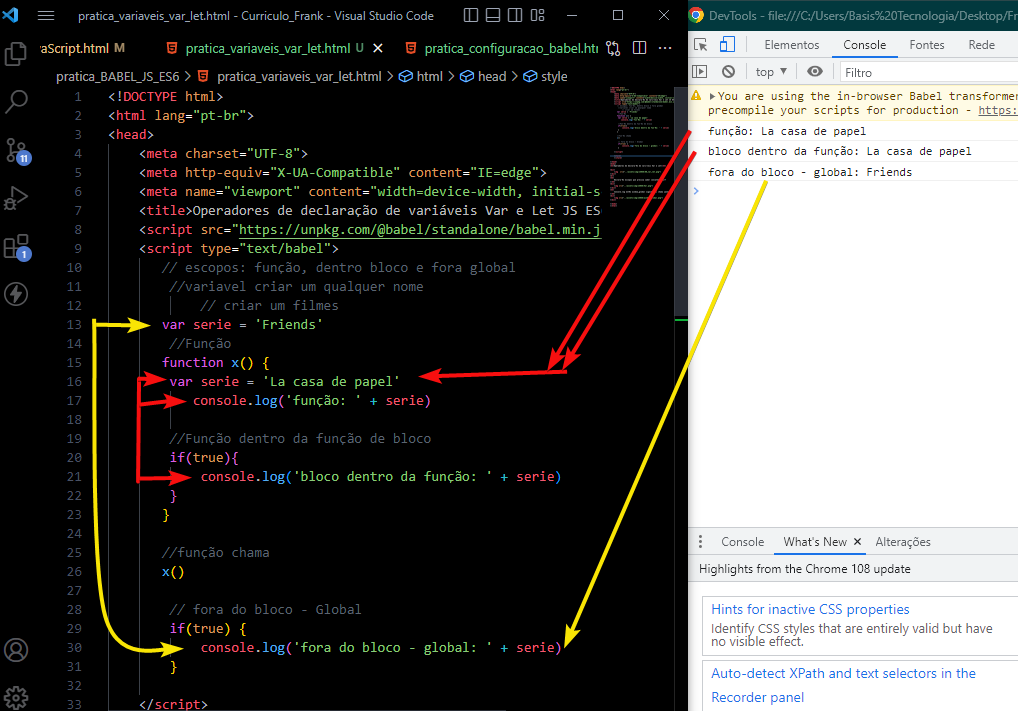 pratica_variaveis_var_let.html - Curriculo_Frank - Visual Studio Code
vaScript.html M
pratica_variaveis_var_let.html U
pratica_configuracao_babel.ht
pratica_BABEL_JS_ES6 > pratica_variaveis_var_let.html > html > head > style
1 <!DOCTYPE html>
2 <html lang="pt-br">
3 <head>
4 <meta charset="UTF-8">
5 <meta http-equiv="X-UA-Compatible" content="IE=edge">
6 <meta name="viewport" content="width=device-width, initial-s
7 <title>Operadores de declaração de variáveis Var e Let JS ES
8 <script src="https://unpkg.com/@babel/standalone/babel.min.j
9 <script type="text/babel">
10 // escopos: função, dentro bloco e fora global
11 //variavel criar um qualquer nome
12 // criar um filmes
13 var serie = 'Friends'
14 //Função
15 function x() {
16 var serie = 'La casa de papel'
17 console.log('função: ' + serie)
18
19 //Função dentro da função de bloco
20 if(true){
21 console.log('bloco dentro da função: ' + serie)
22 }
23 }
24
25 //função chama
26 x()
27
28 // fora do bloco - Global
29 if(true) {
30 console.log('fora do bloco - global: ' + serie)
31 }
32
33 </script>
11
1
DevTools - file:///C:/Users/Basis%20Tecnologia/Desktop/Fr
Elementos Console Fontes Rede
top Filtro
You are using the in-browser Babel transformer
precompile your scripts for production - https:
função: La casa de papel
bloco dentro da função: La casa de papel
fora do bloco - global: Friends
Console What's New Alterações
Highlights from the Chrome 108 update
Hints for inactive CSS properties
Identify CSS styles that are entirely valid but have
no visible effect.
Auto-detect XPath and text selectors in the
Recorder panel